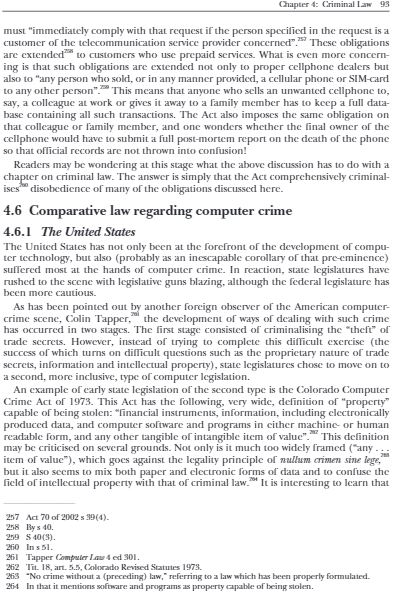 Chapter 4: Criminal Law 93
must “immediately comply with that request if the person specified in the request is a
customer of the telecommunication service provider concerned”.257 These obligations
are extended258 to customers who use prepaid services. What is even more concern-
ing is that such obligations are extended not only to proper cellphone dealers but
also to “any person who sold, or in any manner provided, a cellular phone or SIM-card
to any other person”.259 This means that anyone who sells an unwanted cellphone to,
say, a colleague at work or gives it away to a family member has to keep a full data-
base containing all such transactions. The Act also imposes the same obligation on
that colleague or family member, and one wonders whether the final owner of the
cellphone would have to submit a full post-mortem report on the death of the phone
so that official records are not thrown into confusion!
Readers may be wondering at this stage what the above discussion has to do with a
chapter on criminal law. The answer is simply that the Act comprehensively criminal-
ises260 disobedience of many of the obligations discussed here.
4.6 Comparative law regarding computer crime
4.6.1 The United States
The United States has not only been at the forefront of the development of compu-
ter technology, but also (probably as an inescapable corollary of that pre-eminence)
suffered most at the hands of computer crime. In reaction, state legislatures have
rushed to the scene with legislative guns blazing, although the federal legislature has
been more cautious.
As has been pointed out by another foreign observer of the American computer-
crime scene, Colin Tapper,261 the development of ways of dealing with such crime
has occurred in two stages. The first stage consisted of criminalising the “theft” of
trade secrets. However, instead of trying to complete this difficult exercise (the
success of which turns on difficult questions such as the proprietary nature of trade
secrets, information and intellectual property), state legislatures chose to move on to
a second, more inclusive, type of computer legislation.
An example of early state legislation of the second type is the Colorado Computer
Crime Act of 1973. This Act has the following, very wide, definition of “property”
capable of being stolen: “financial instruments, information, including electronically
produced data, and computer software and programs in either machine- or human
readable form, and any other tangible of intangible item of value”.262 This definition
may be criticised on several grounds. Not only is it much too widely framed (“any . . .
item of value”), which goes against the legality principle of nullum crimen sine lege,263
but it also seems to mix both paper and electronic forms of data and to confuse the
field of intellectual property with that of criminal law.264 It is interesting to learn that
257 Act 70 of 2002 s 39(4).
258 By s 40.
259 S 40(3).
260 In s 51.
261 Tapper Computer Law 4 ed 301.
262 Tit. 18, art. 5.5, Colorado Revised Statutes 1973.
263 “No crime without a (preceding) law,” referring to a law which has been properly formulated.
264 In that it mentions software and programs as property capable of being stolen.